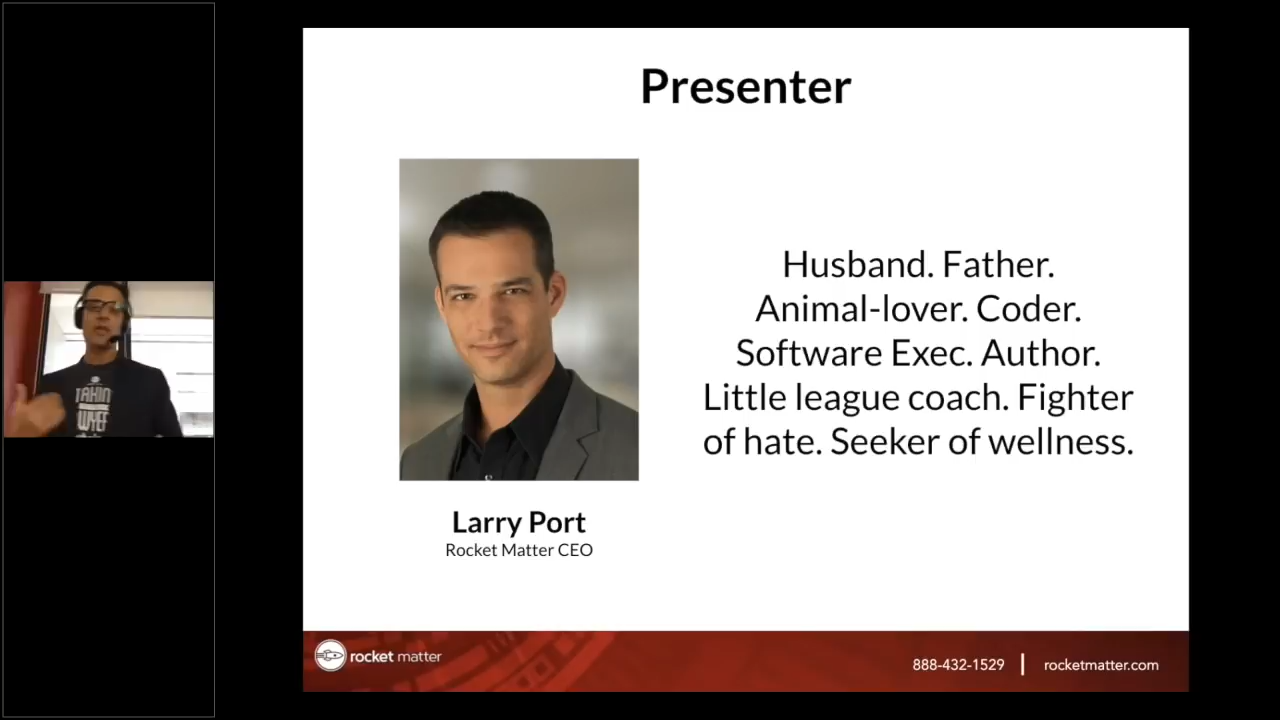 Presenter
Husband. Father.
Animal-lover. Coder.
Software Exec. Author.
Little league coach. Fighter
of hate. Seeker of wellness.
Larry Port
Rocket Matter CEO
rocket matter
888-432-1529 | rocketmatter.com